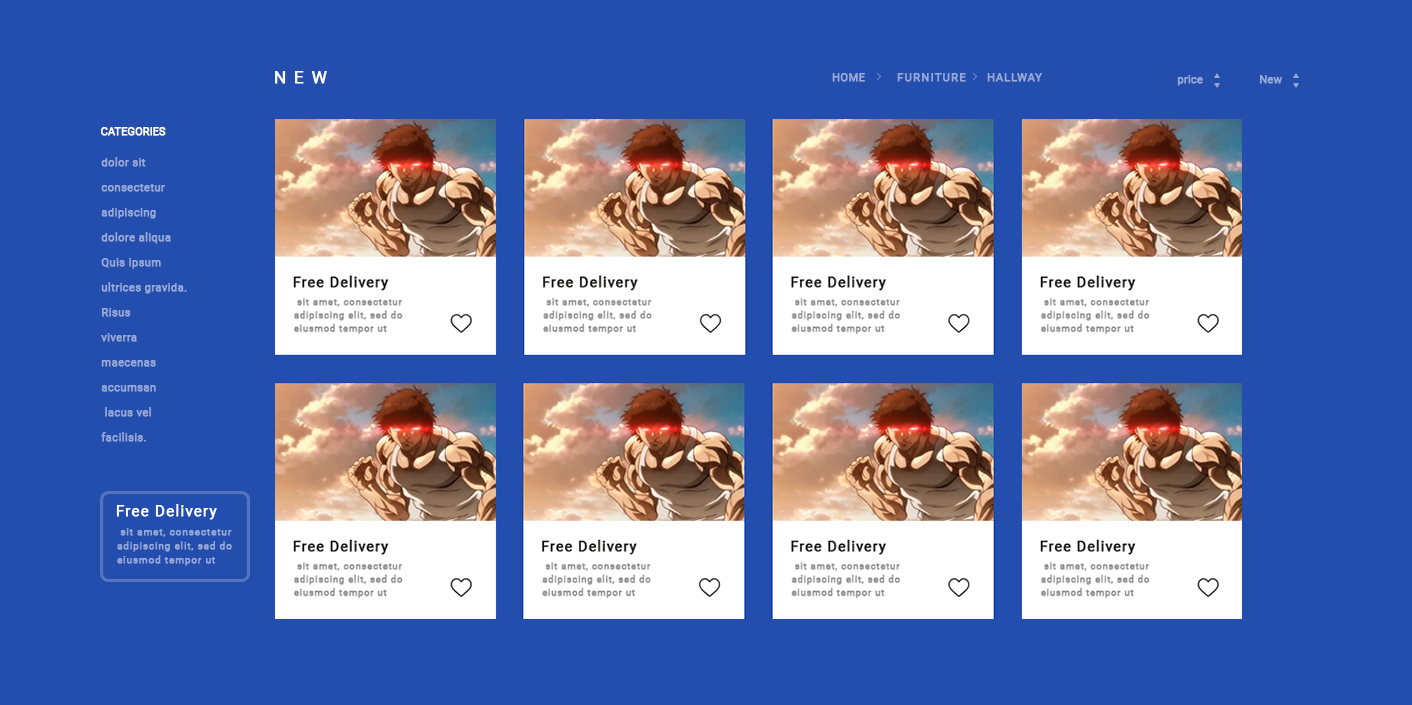 NEW
HOME > FURNITURE > HALLWAY
price
New
CATEGORIES
dolor sit
consectetur
adipiscing
dolore aliqua
Quis ipsum
ultrices gravida.
Risus
viverra
maecenas
accumsan
lacus vel
facilisis.
Free Delivery
sit amet, consectetur
adipiscing elit, sed do
eiusmod tempor ut
Free Delivery
sit amet, consectetur
adipiscing elit, sed do
eiusmod tempor ut
Free Delivery
sit amet, consectetur
adipiscing elit, sed do
eiusmod tempor ut
Free Delivery
sit amet, consectetur
adipiscing elit, sed do
eiusmod tempor ut
Free Delivery
sit amet, consectetur
adipiscing elit, sed do
eiusmod tempor ut
Free Delivery
sit amet, consectetur
adipiscing elit, sed do
eiusmod tempor ut
Free Delivery
sit amet, consectetur
adipiscing elit, sed do
eiusmod tempor ut
Free Delivery
sit amet, consectetur
adipiscing elit, sed do
eiusmod tempor ut
Free Delivery
sit amet, consectetur
adipiscing elit, sed do
eiusmod tempor ut